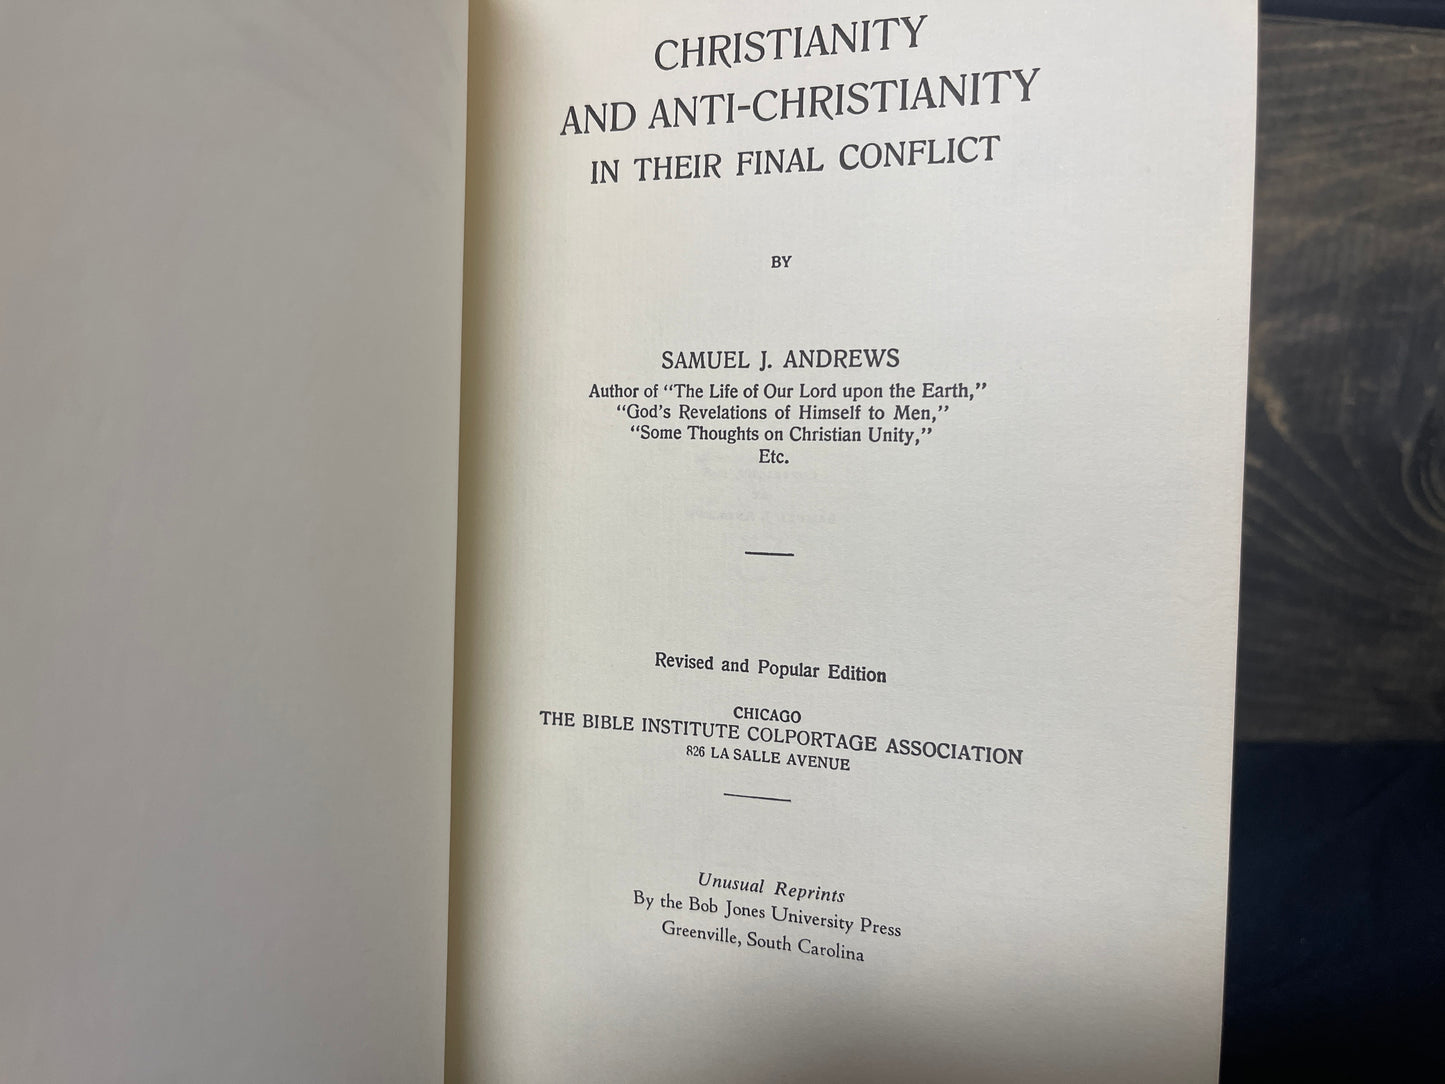 CHRISTIANITY
AND ANTI-CHRISTIANITY
IN THEIR FINAL CONFLICT
BY
SAMUEL J. ANDREWS
Author of “The Life of Our Lord upon the Earth,”
“God’s Revelations of Himself to Men,”
“Some Thoughts on Christian Unity,”
Etc.
Revised and Popular Edition
CHICAGO
THE BIBLE INSTITUTE COLPORTAGE ASSOCIATION
826 LA SALLE AVENUE
Unusual Reprints
By the Bob Jones University Press
Greenville, South Carolina